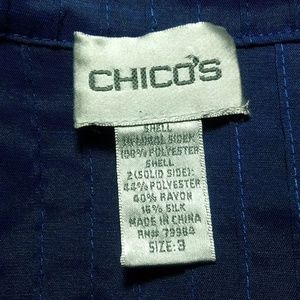 CHICO'S
SHELL
1(FLORAL SIDE):
100% POLYESTER
SHELL
2(SOLID SIDE):
44% POLYESTER
40% RAYON
16% SILK
MADE IN CHINA
RN# 79984
SIZE: 3